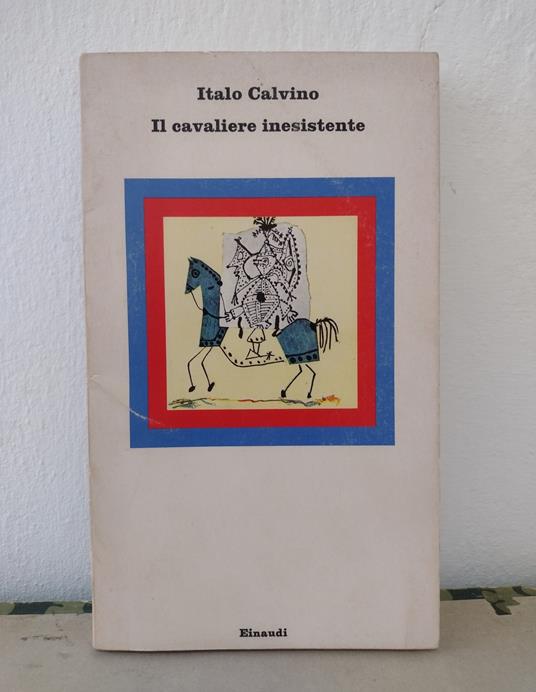 Italo Calvino
Il cavaliere inesistente
Einaudi